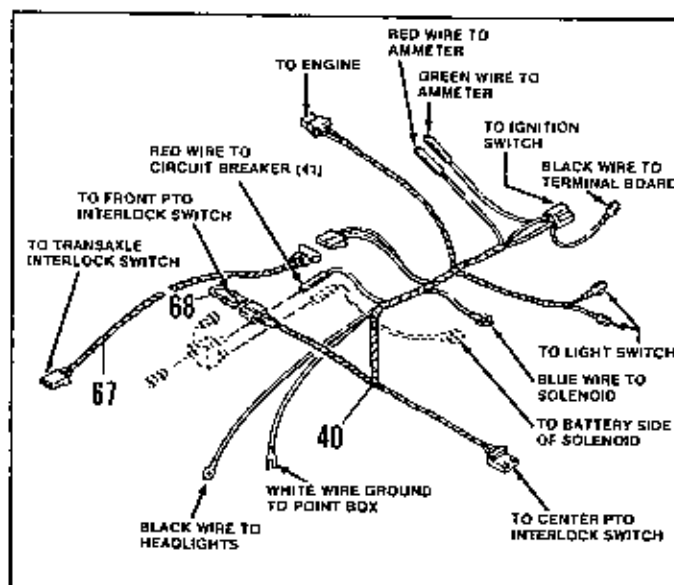 RED WIRE TO
AMMETER
TO ENGINE
GREEN WIRE TO
AMMETER
TO IGNITION
SWITCH
RED WIRE TO
CIRCUIT BREAKER (41)
BLACK WIRE TO
TERMINAL BOARD
TO FRONT PTO
INTERLOCK SWITCH
TO TRANSAXLE
INTERLOCK SWITCH
68
67
TO LIGHT SWITCH
BLUE WIRE TO
SOLENOID
40
TO BATTERY SIDE
OF SOLENOID
WHITE WIRE GROUND
TO POINT BOX
BLACK WIRE TO
HEADLIGHTS
TO CENTER PTO
INTERLOCK SWITCH